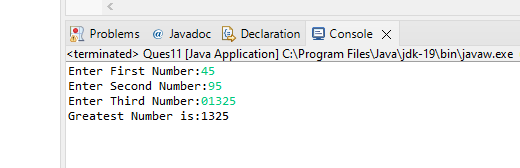 Problems @ Javadoc Declaration Console
<terminated> Ques11 [Java Application] C:\Program Files\Java\jdk-19\bin\javaw.exe
Enter First Number:45
Enter Second Number:95
Enter Third Number:01325
Greatest Number is:1325